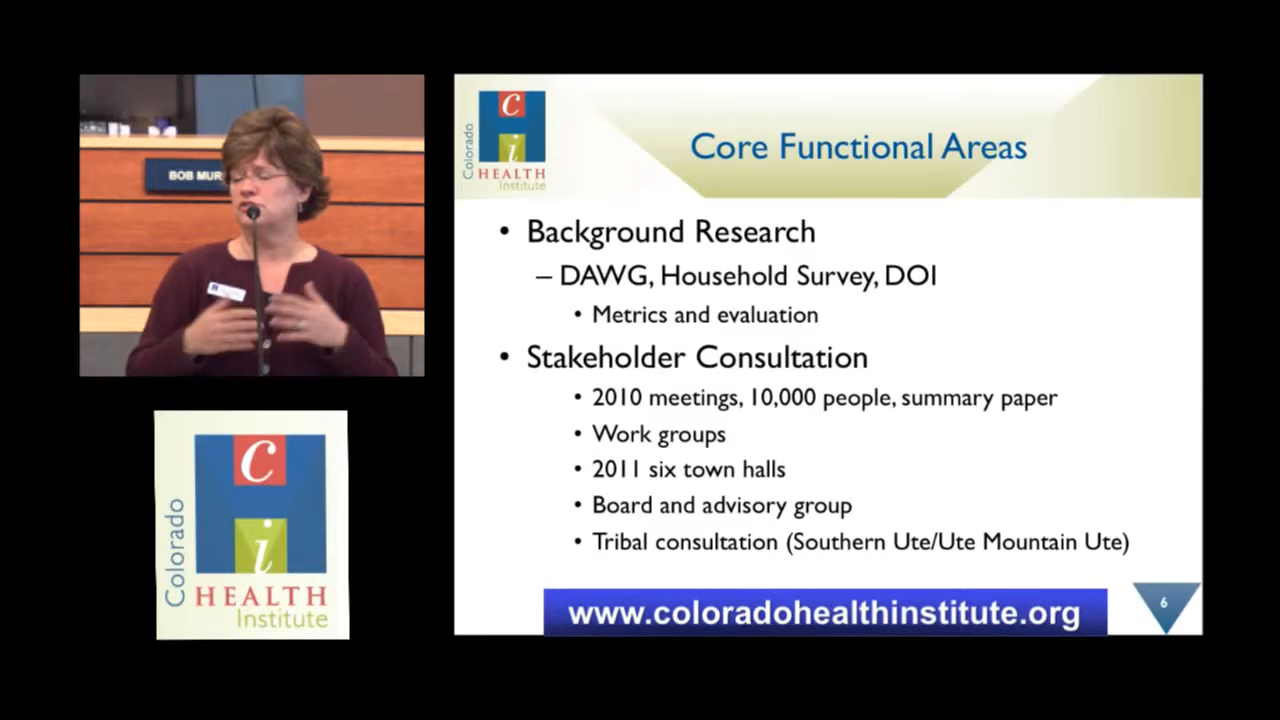 BOB MUR
Colorado
C
i
HEALTH
Institute
Core Functional Areas
• Background Research
– DAWG, Household Survey, DOI
• Metrics and evaluation
• Stakeholder Consultation
• 2010 meetings, 10,000 people, summary paper
• Work groups
• 2011 six town halls
• Board and advisory group
• Tribal consultation (Southern Ute/Ute Mountain Ute)
www.coloradohealthinstitute.org
6
Colorado
C
i
HEALTH
Institute